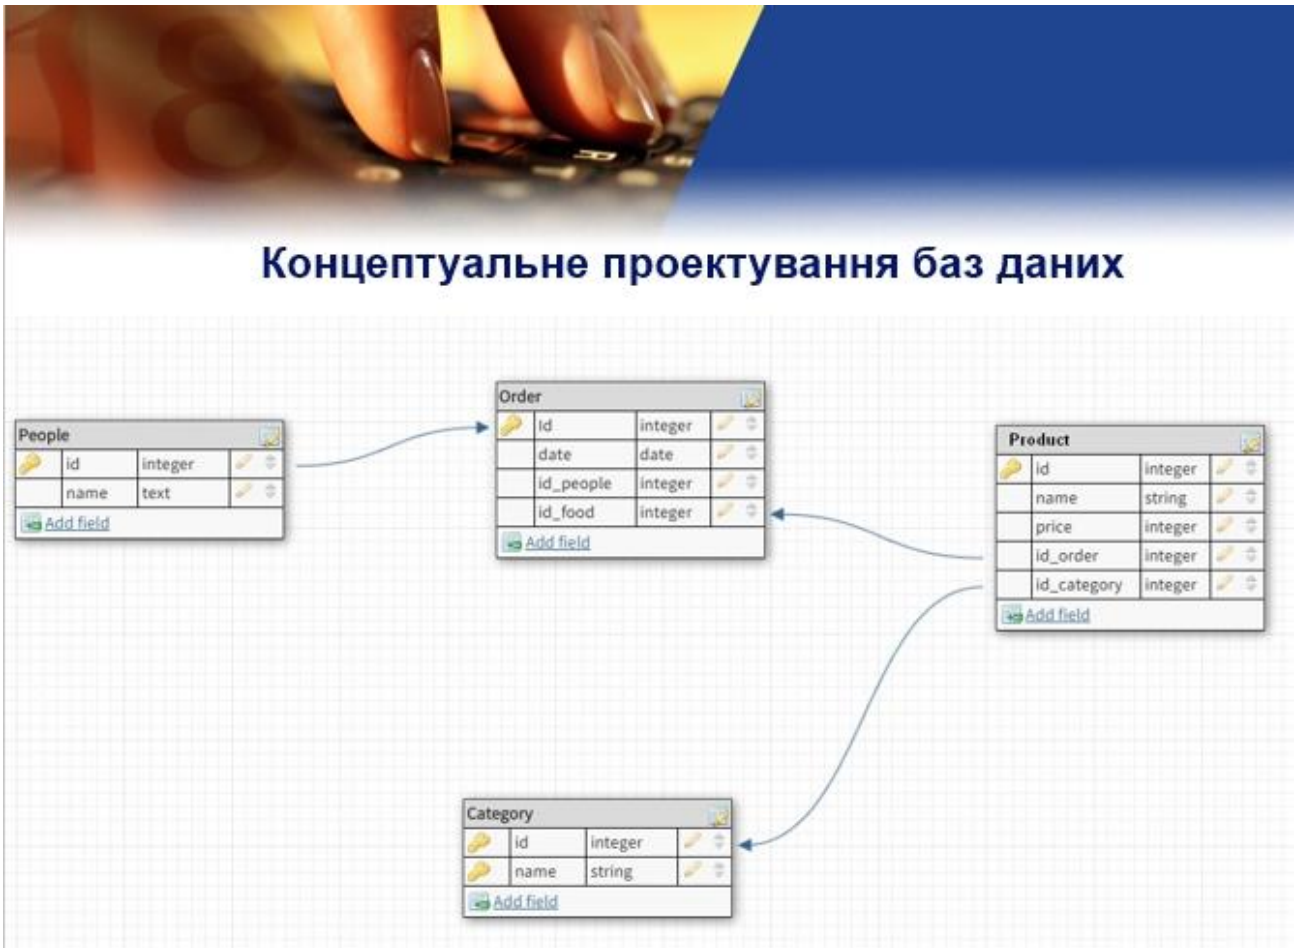 18
Концептуальне проектування баз даних
People
id integer
name text
Add field
Order
Id integer
date date
id_people integer
id_food integer
Add field
Product
id integer
name string
price integer
id_order integer
id_category integer
Add field
Category
id integer
name string
Add field